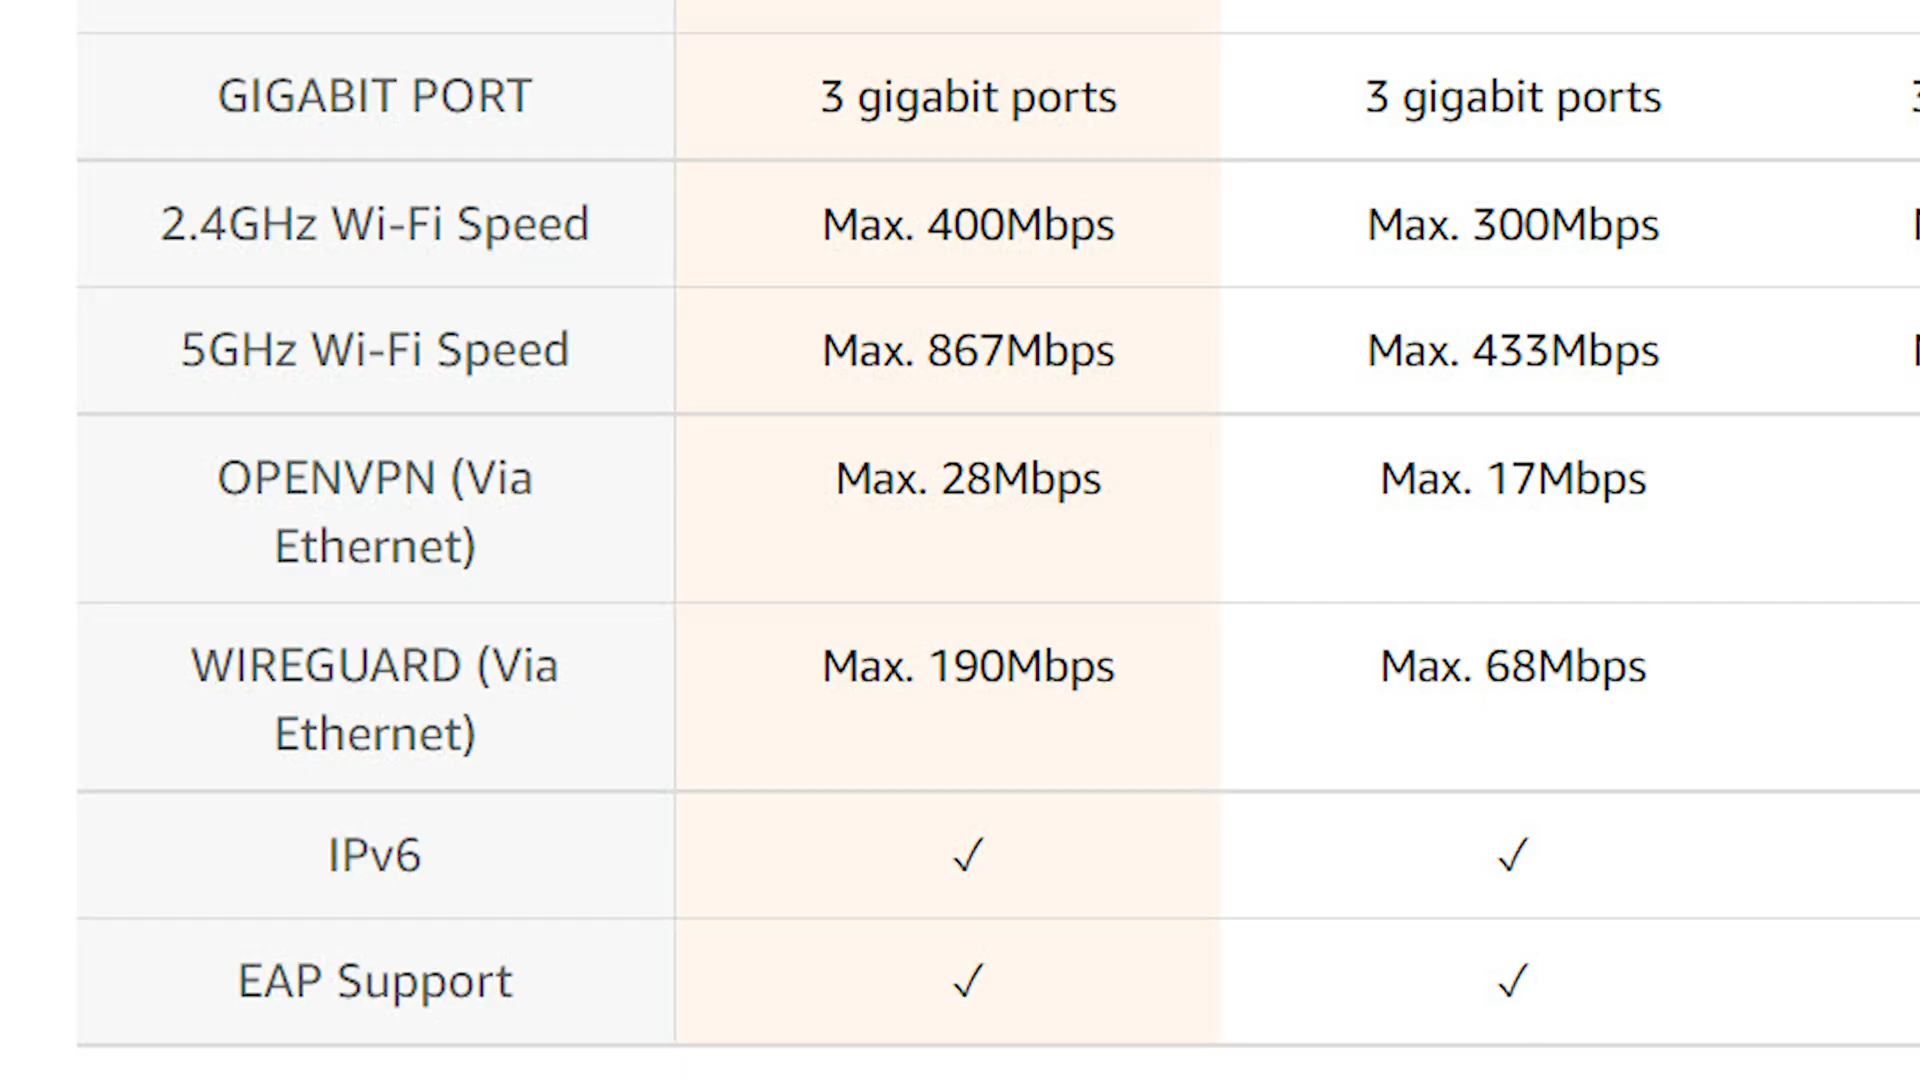 GIGABIT PORT 3 gigabit ports 3 gigabit ports
2.4GHz Wi-Fi Speed Max. 400Mbps Max. 300Mbps
5GHz Wi-Fi Speed Max. 867Mbps Max. 433Mbps
OPENVPN (Via Max. 28Mbps Max. 17Mbps
Ethernet)
WIREGUARD (Via Max. 190Mbps Max. 68Mbps
Ethernet)
IPv6 ✓ ✓
EAP Support ✓ ✓